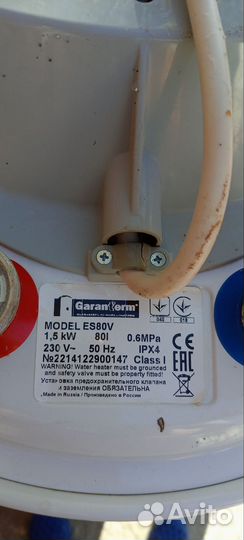 Garanterm
MODEL ES80V
1,5 kW 80l 0.6MPa
230 V~ 50 Hz IPX4
№2214122900147 Class I
WARNING! Water heater must be grounded
and safety valve must be properly fitted!
Установка предохранительного клапана
и заземления ОБЯЗАТЕЛЬНА!
Made in Russia / Произведено в России
EAC
Avito